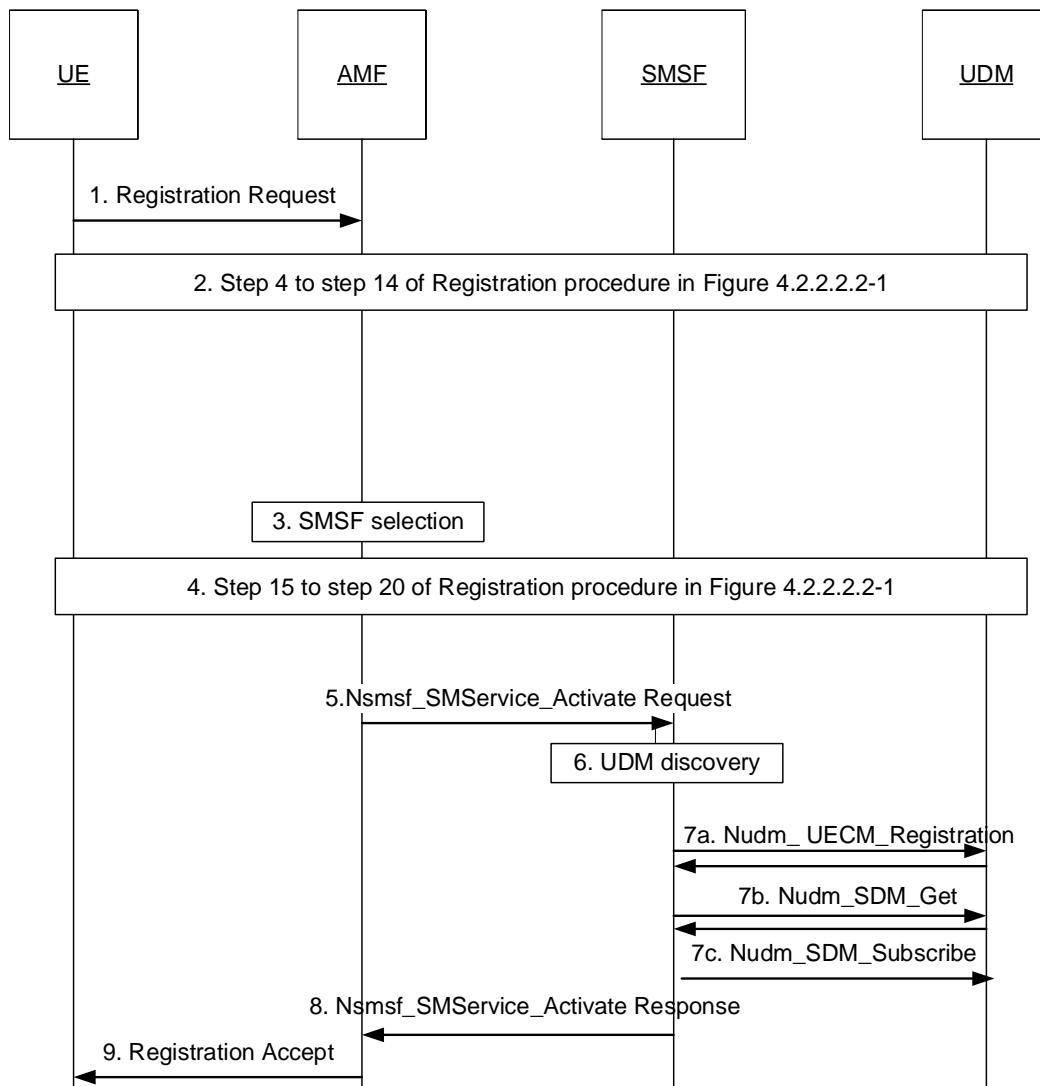 UE
AMF
SMSF
UDM
1. Registration Request
2. Step 4 to step 14 of Registration procedure in Figure 4.2.2.2.2-1
3. SMSF selection
4. Step 15 to step 20 of Registration procedure in Figure 4.2.2.2.2-1
5.Nsmsf_SMService_Activate Request
6. UDM discovery
7a. Nudm_ UECM_Registration
7b. Nudm_SDM_Get
7c. Nudm_SDM_Subscribe
8. Nsmsf_SMService_Activate Response
9. Registration Accept